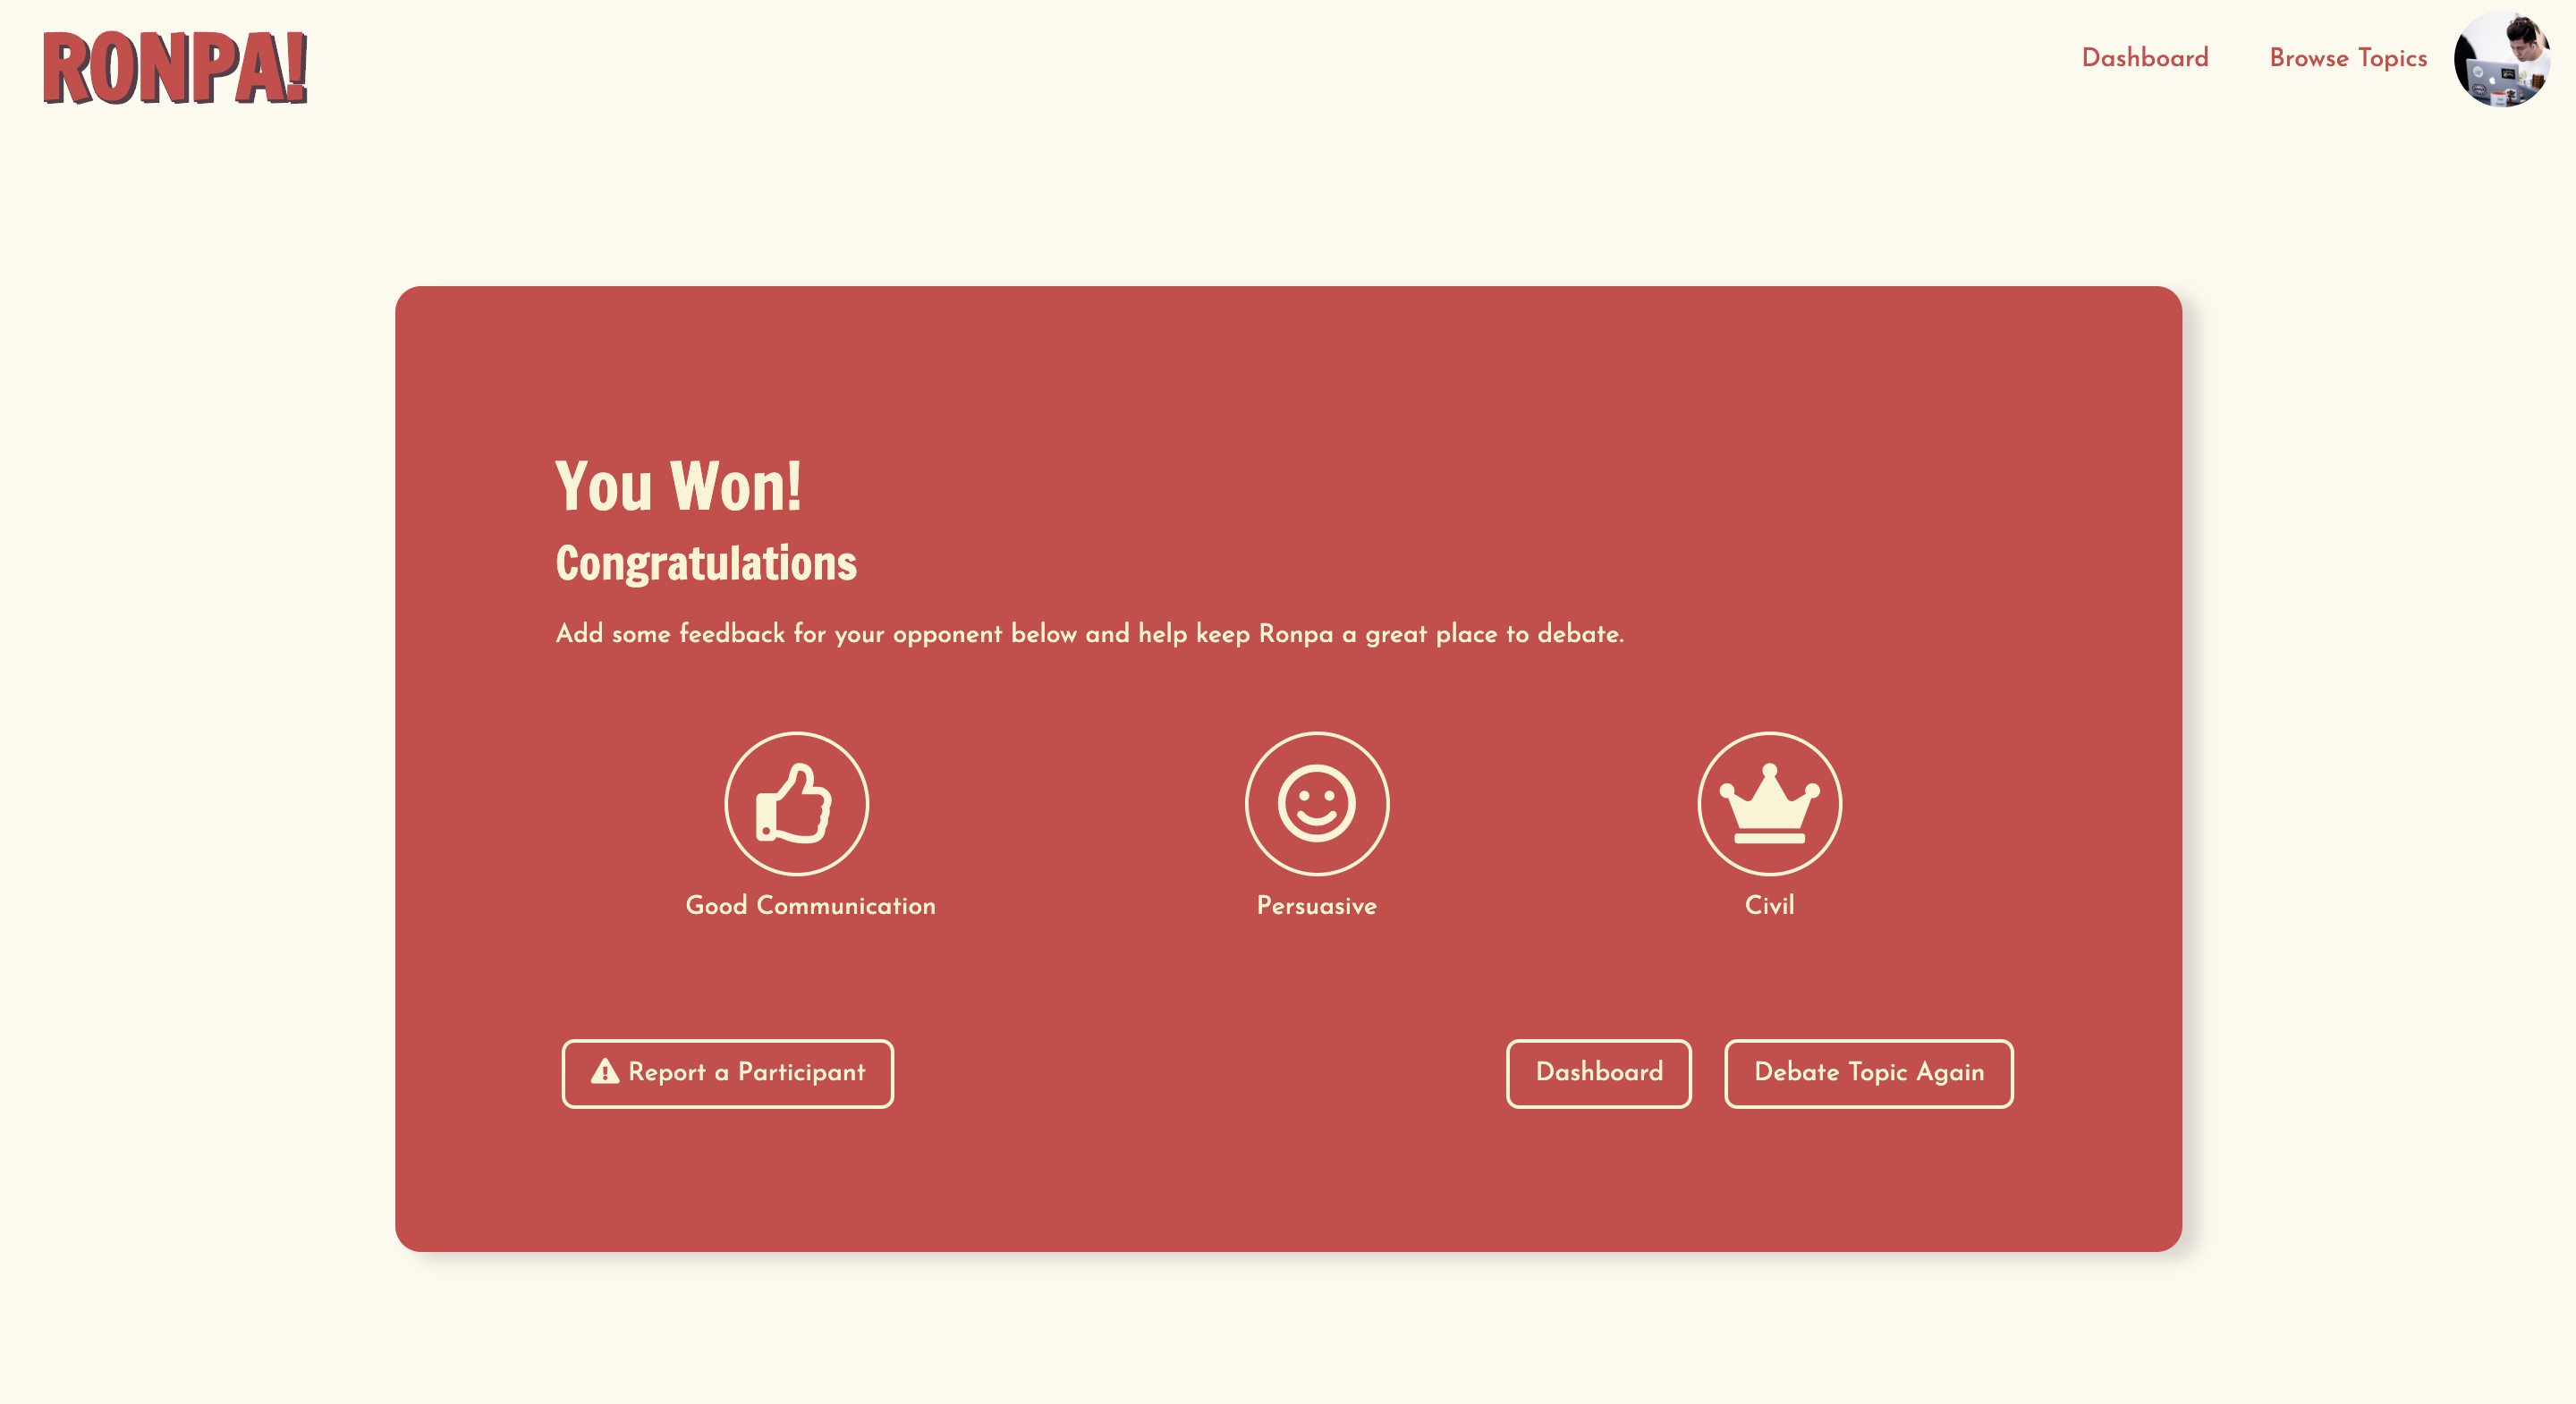 RONPA!
Dashboard
Browse Topics
You Won!
Congratulations
Add some feedback for your opponent below and help keep Ronpa a great place to debate.
Good Communication
Persuasive
Civil
Report a Participant
Dashboard
Debate Topic Again